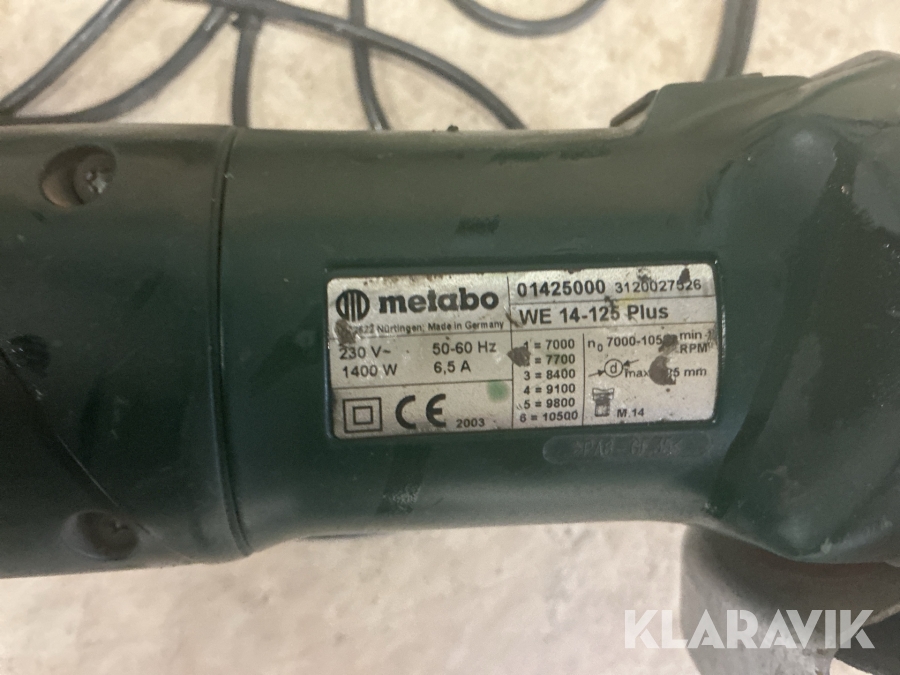 metabo
Nürtingen, Made in Germany
230 V~ 50-60 Hz
1400 W 6,5 A
CE 2003
01425000 3120027526
WE 14-125 Plus
1 = 7000
= 7700
3 = 8400
4 = 9100
5 = 9800
6 = 10500
n₀ 7000-105 min
RPM
d max mm
M 14
KLARAVIK